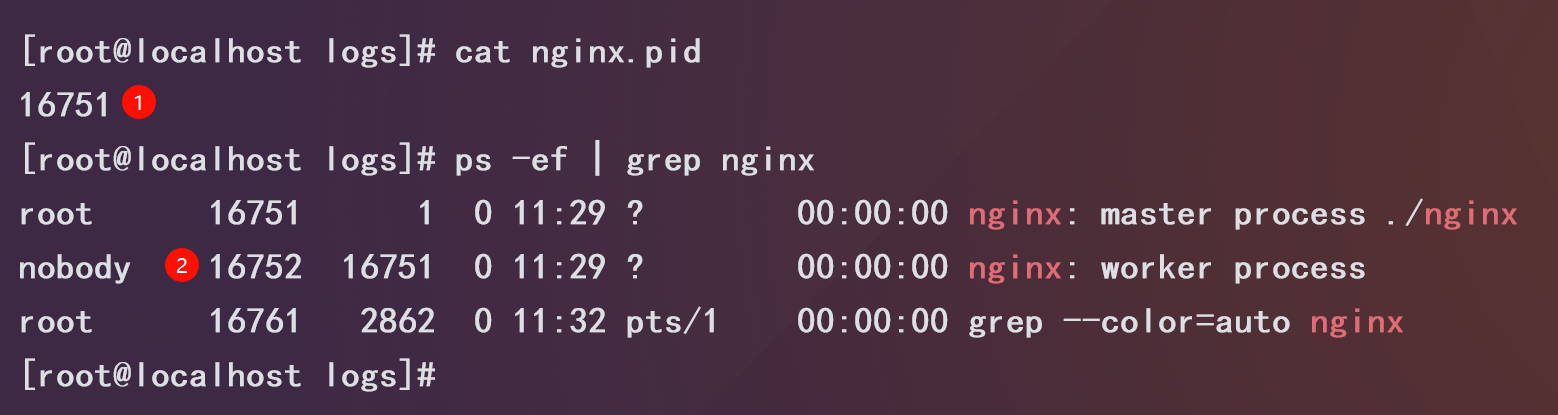 [root@localhost logs]# cat nginx.pid
16751 1
[root@localhost logs]# ps -ef | grep nginx
root 16751 1 0 11:29 ? 00:00:00 nginx: master process ./nginx
nobody 2 16752 16751 0 11:29 ? 00:00:00 nginx: worker process
root 16761 2862 0 11:32 pts/1 00:00:00 grep --color=auto nginx
[root@localhost logs]#